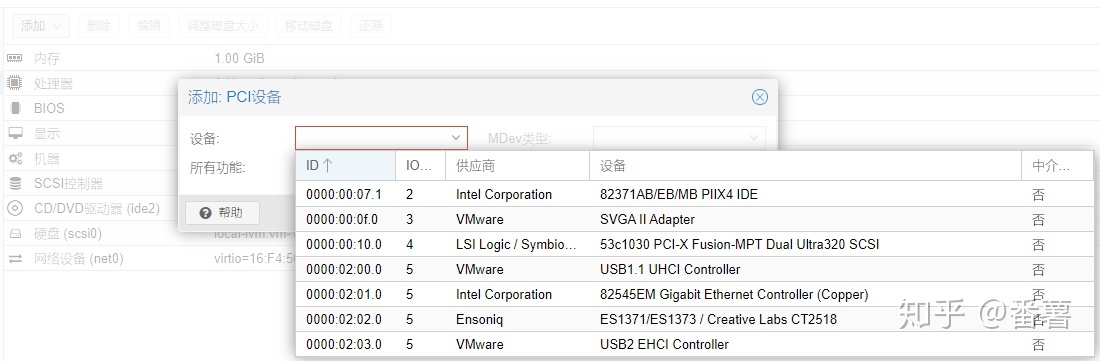 添加 删除 编辑 调整磁盘大小 移动磁盘 还原
内存 1.00 GiB
处理器
BIOS
显示
机器
SCSI控制器
CD/DVD驱动器 (ide2)
硬盘 (scsi0) local-lvm:vm-
网络设备 (net0) virtio=16:F4:5
添加: PCI设备
设备: MDev类型:
所有功能:
帮助
ID IO... 供应商 设备 中介...
0000:00:07.1 2 Intel Corporation 82371AB/EB/MB PIIX4 IDE 否
0000:00:0f.0 3 VMware SVGA II Adapter 否
0000:00:10.0 4 LSI Logic / Symbio... 53c1030 PCI-X Fusion-MPT Dual Ultra320 SCSI 否
0000:02:00.0 5 VMware USB1.1 UHCI Controller 否
0000:02:01.0 5 Intel Corporation 82545EM Gigabit Ethernet Controller (Copper) 否
0000:02:02.0 5 Ensoniq ES1371/ES1373 / Creative Labs CT2518 否
0000:02:03.0 5 VMware USB2 EHCI Controller 否
知乎 @番薯